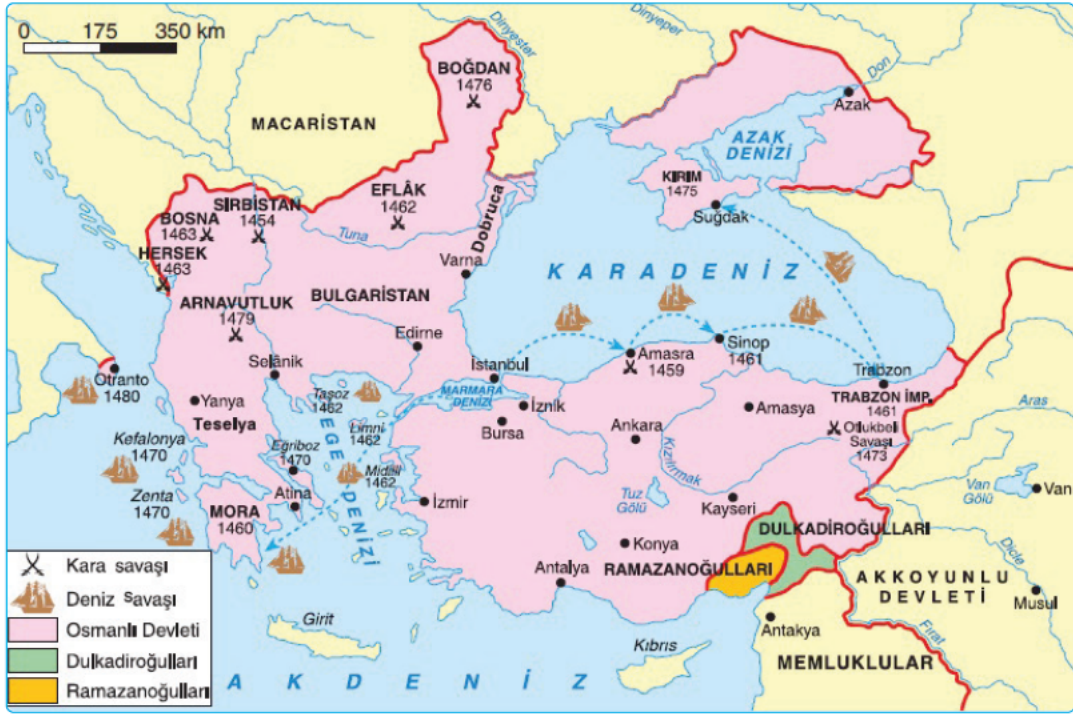 0 175 350 km
Dinyester
Dinyeper
Don
BOĞDAN
1476
Azak
MACARİSTAN
AZAK
DENİZİ
KIRIM
1475
Suğdak
EFLÂK
1462
SIRBİSTAN
1454
BOSNA
1463
HERSEK
1463
Tuna
Dobruca
Varna
KARADENİZ
ARNAVUTLUK
1479
BULGARİSTAN
Edirne
Selânik
İstanbul
MARMARA
DENİZİ
Amasra
1459
Sinop
1461
Trabzon
TRABZON İMP.
1461
Otlukbeli
Savaşı
1473
Otranto
1480
Yanya
Teselya
Taşoz
1462
Limni
1462
İznik
Bursa
Ankara
Amasya
Kızılırmak
Aras
Kefalonya
1470
Eğriboz
1470
EGE DENİZİ
Midilli
1462
Zenta
1470
Atina
İzmir
MORA
1460
Tuz
Gölü
Kayseri
Van
Gölü
Van
DULKADİROĞULLARI
Konya
RAMAZANOĞULLARI
Antalya
Dicle
AKKOYUNLU
DEVLETİ
Musul
Girit
Kıbrıs
Antakya
Fırat
MEMLUKLULAR
AKDENİZ
Kara savaşı
Deniz Savaşı
Osmanlı Devleti
Dulkadiroğulları
Ramazanoğulları